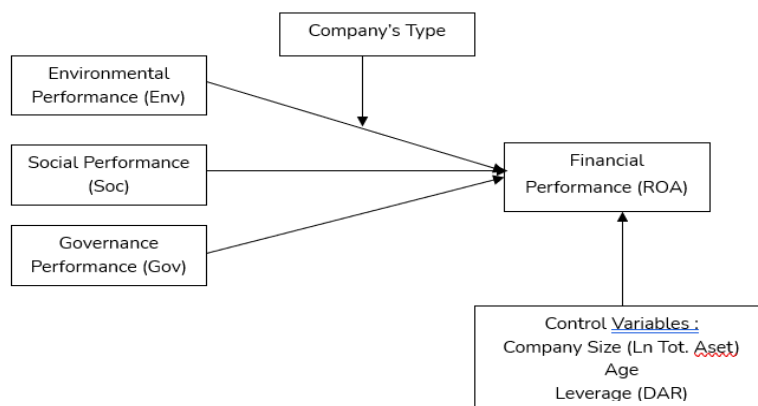 Company's Type
Environmental
Performance (Env)
Social Performance
(Soc)
Financial
Performance (ROA)
Governance
Performance (Gov)
Control Variables :
Company Size (Ln Tot. Aset)
Age
Leverage (DAR)